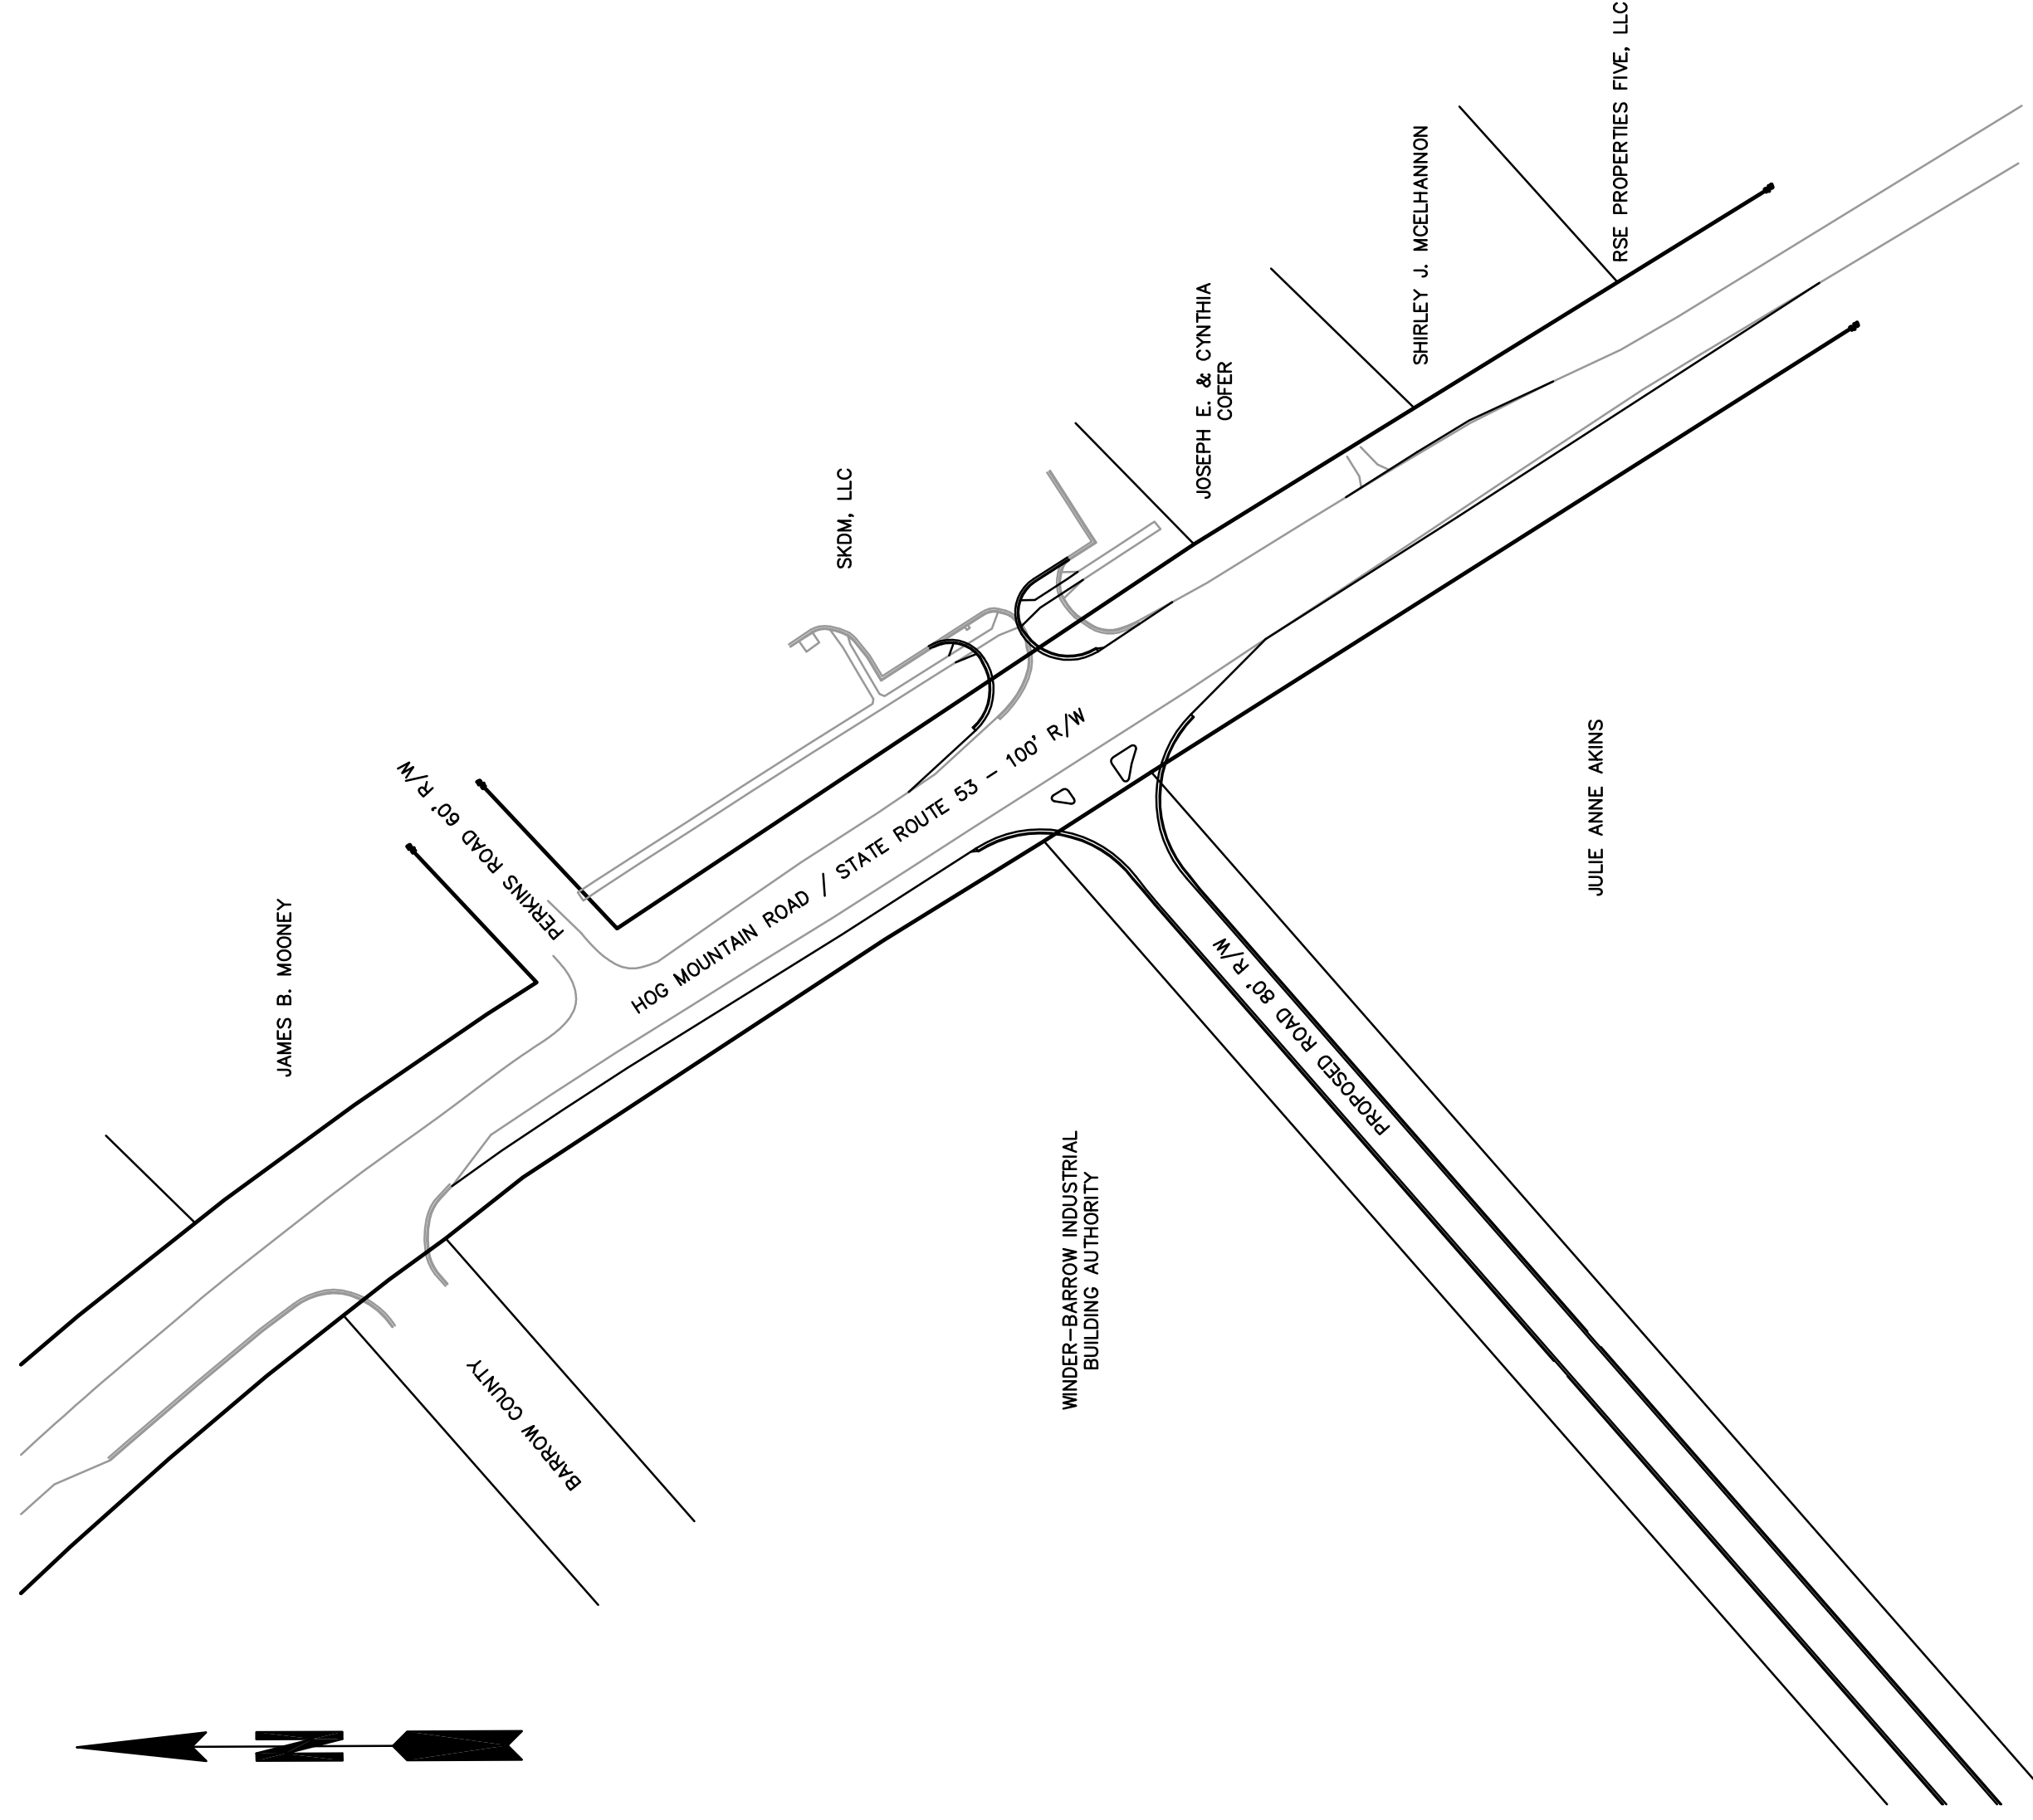 RSE PROPERTIES FIVE, LLC
SHIRLEY J. MCELHANNON
JOSEPH E. & CYNTHIA
COFER
SKDM, LLC
PERKINS ROAD 60' R/W
HOG MOUNTAIN ROAD / STATE ROUTE 53 - 100' R/W
JAMES B. MOONEY
JULIE ANNE AKINS
PROPOSED ROAD 80' R/W
WINDER-BARROW INDUSTRIAL
BUILDING AUTHORITY
BARROW COUNTY
N